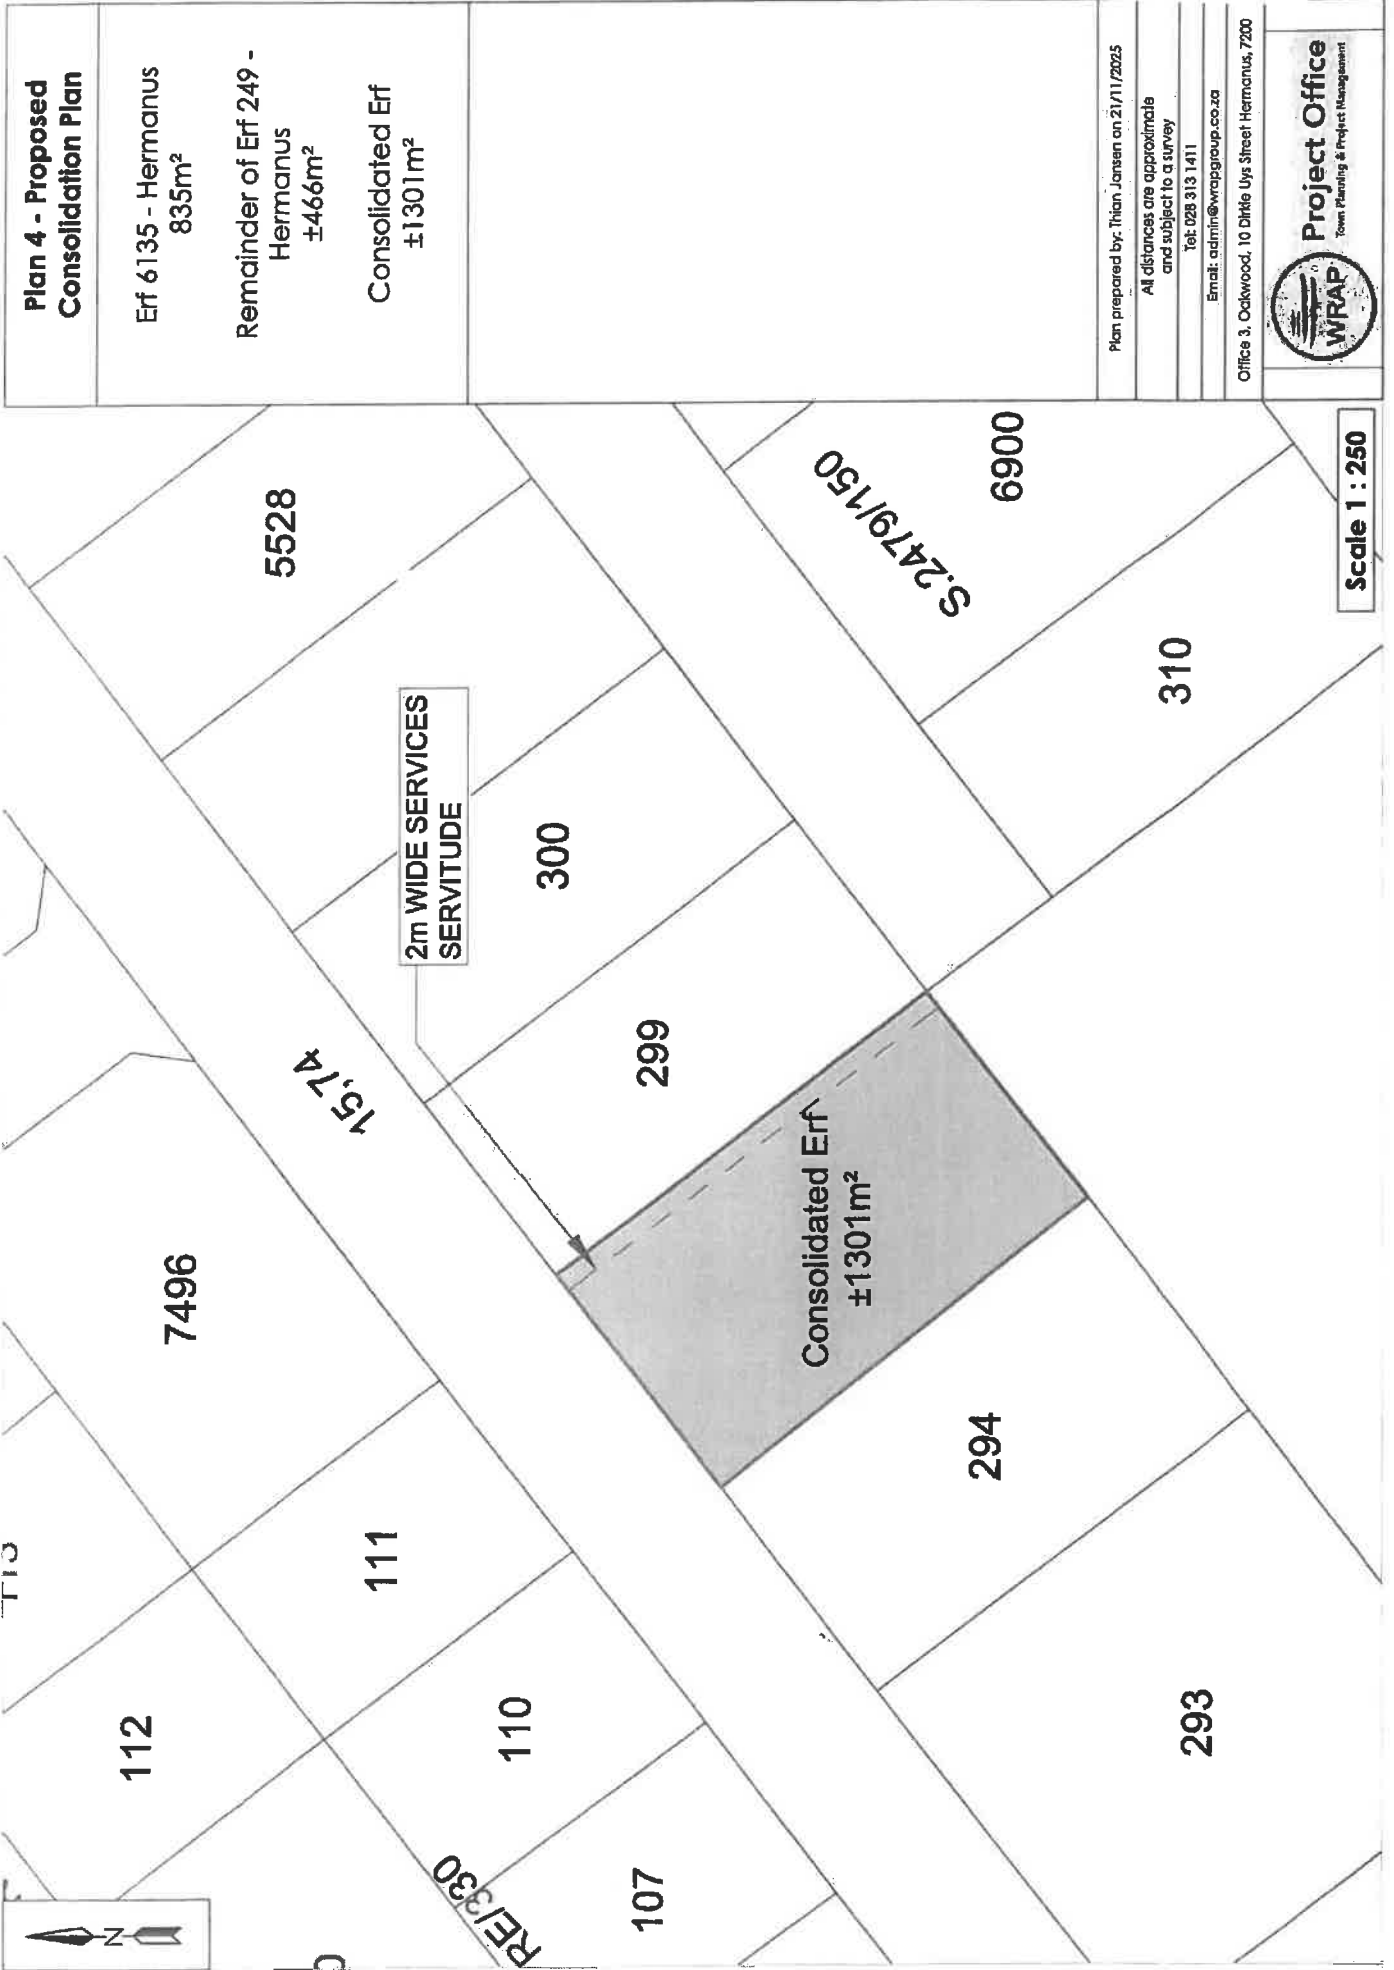 Plan 4 - Proposed
Consolidation Plan
Erf 6135 - Hermanus
835m²
Remainder of Erf 249 -
Hermanus
±466m²
Consolidated Erf
±1301m²
Plan prepared by: Thian Jansen on 21/11/2025
All distances are approximate
and subject to a survey
Tel: 028 313 1411
Email: admin@wrapgroup.co.za
Office 3, Oakwood, 10 Dirkie Uys Street Hermanus, 7200
WRAP
Project Office
Town Planning & Project Management
N
112
7496
5528
111
15,74
2m WIDE SERVICES
SERVITUDE
RE/330
110
300
107
299
S.2479/150
Consolidated Erf
±1301m²
6900
294
310
293
Scale 1 : 250